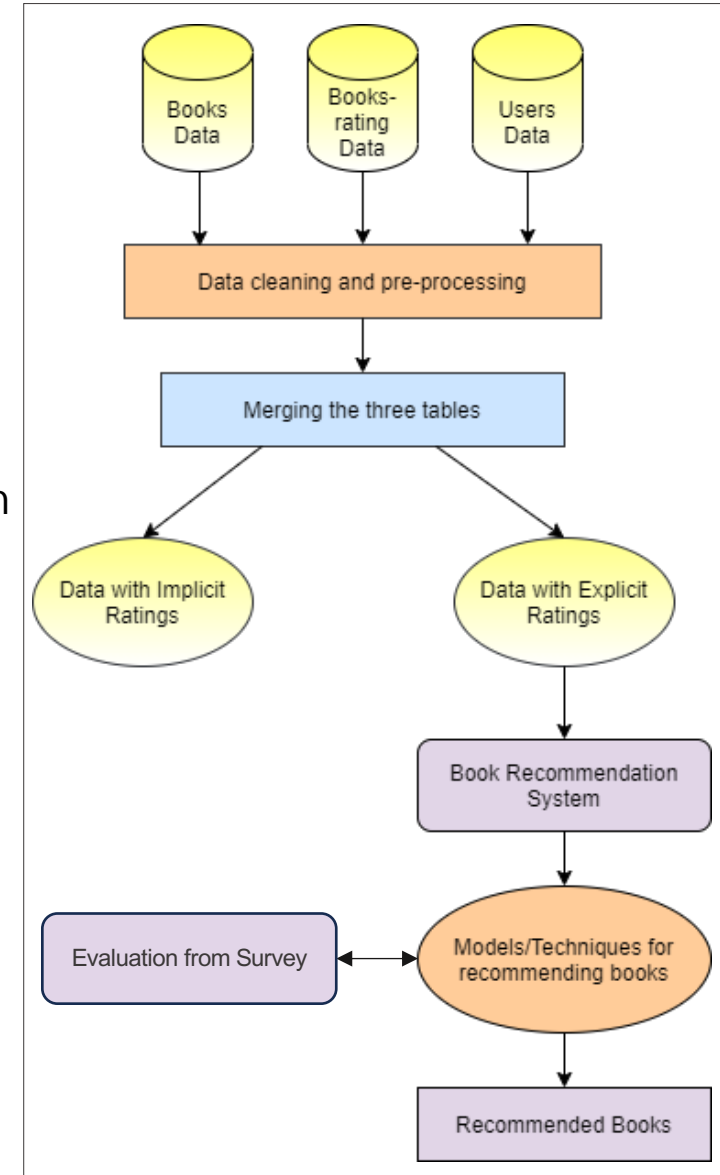 Books
Data
Books-
rating
Data
Users
Data
Data cleaning and pre-processing
Merging the three tables
Data with Implicit
Ratings
Data with Explicit
Ratings
Book Recommendation
System
Evaluation from Survey
Models/Techniques for
recommending books
Recommended Books